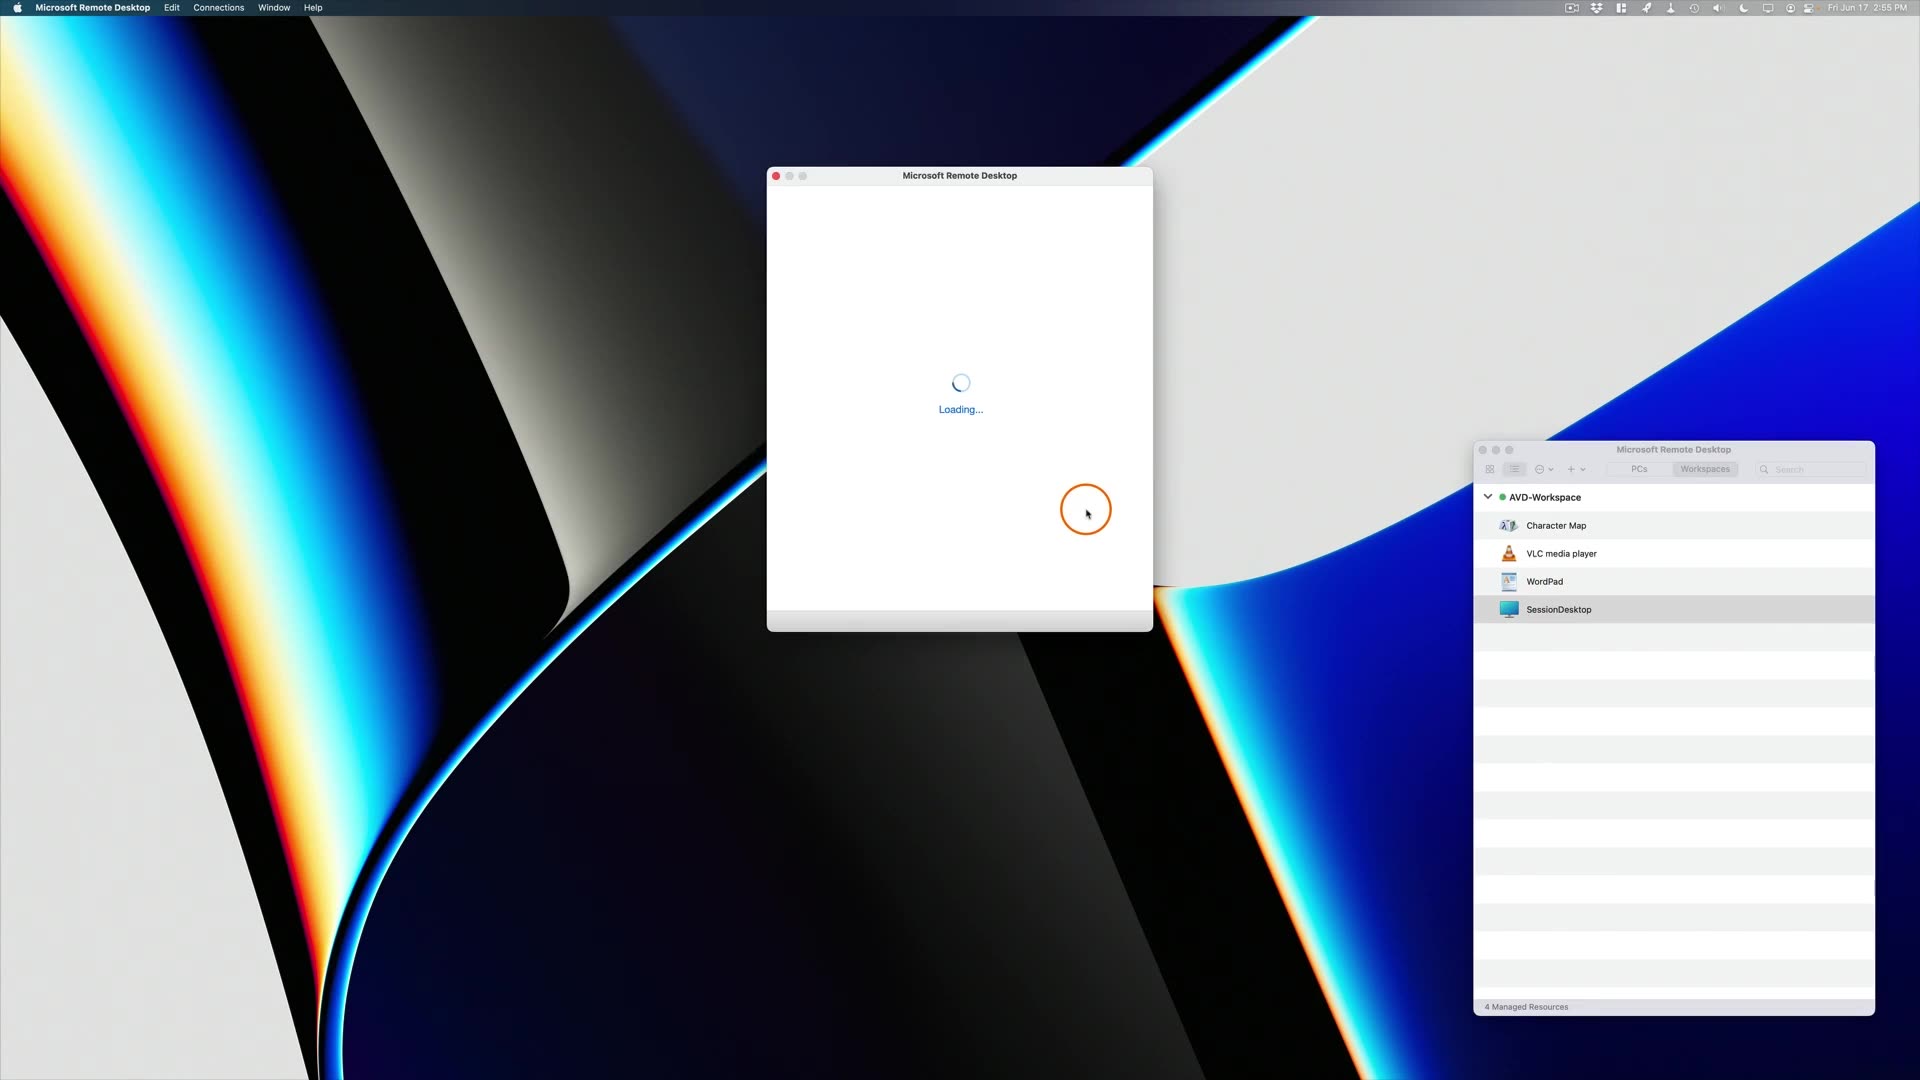 Microsoft Remote Desktop Edit Connections Window Help Fri Jun 17 2:55 PM
Microsoft Remote Desktop
Loading...
Microsoft Remote Desktop
PCs Workspaces Search
AVD-Workspace
Character Map
VLC media player
WordPad
SessionDesktop
4 Managed Resources